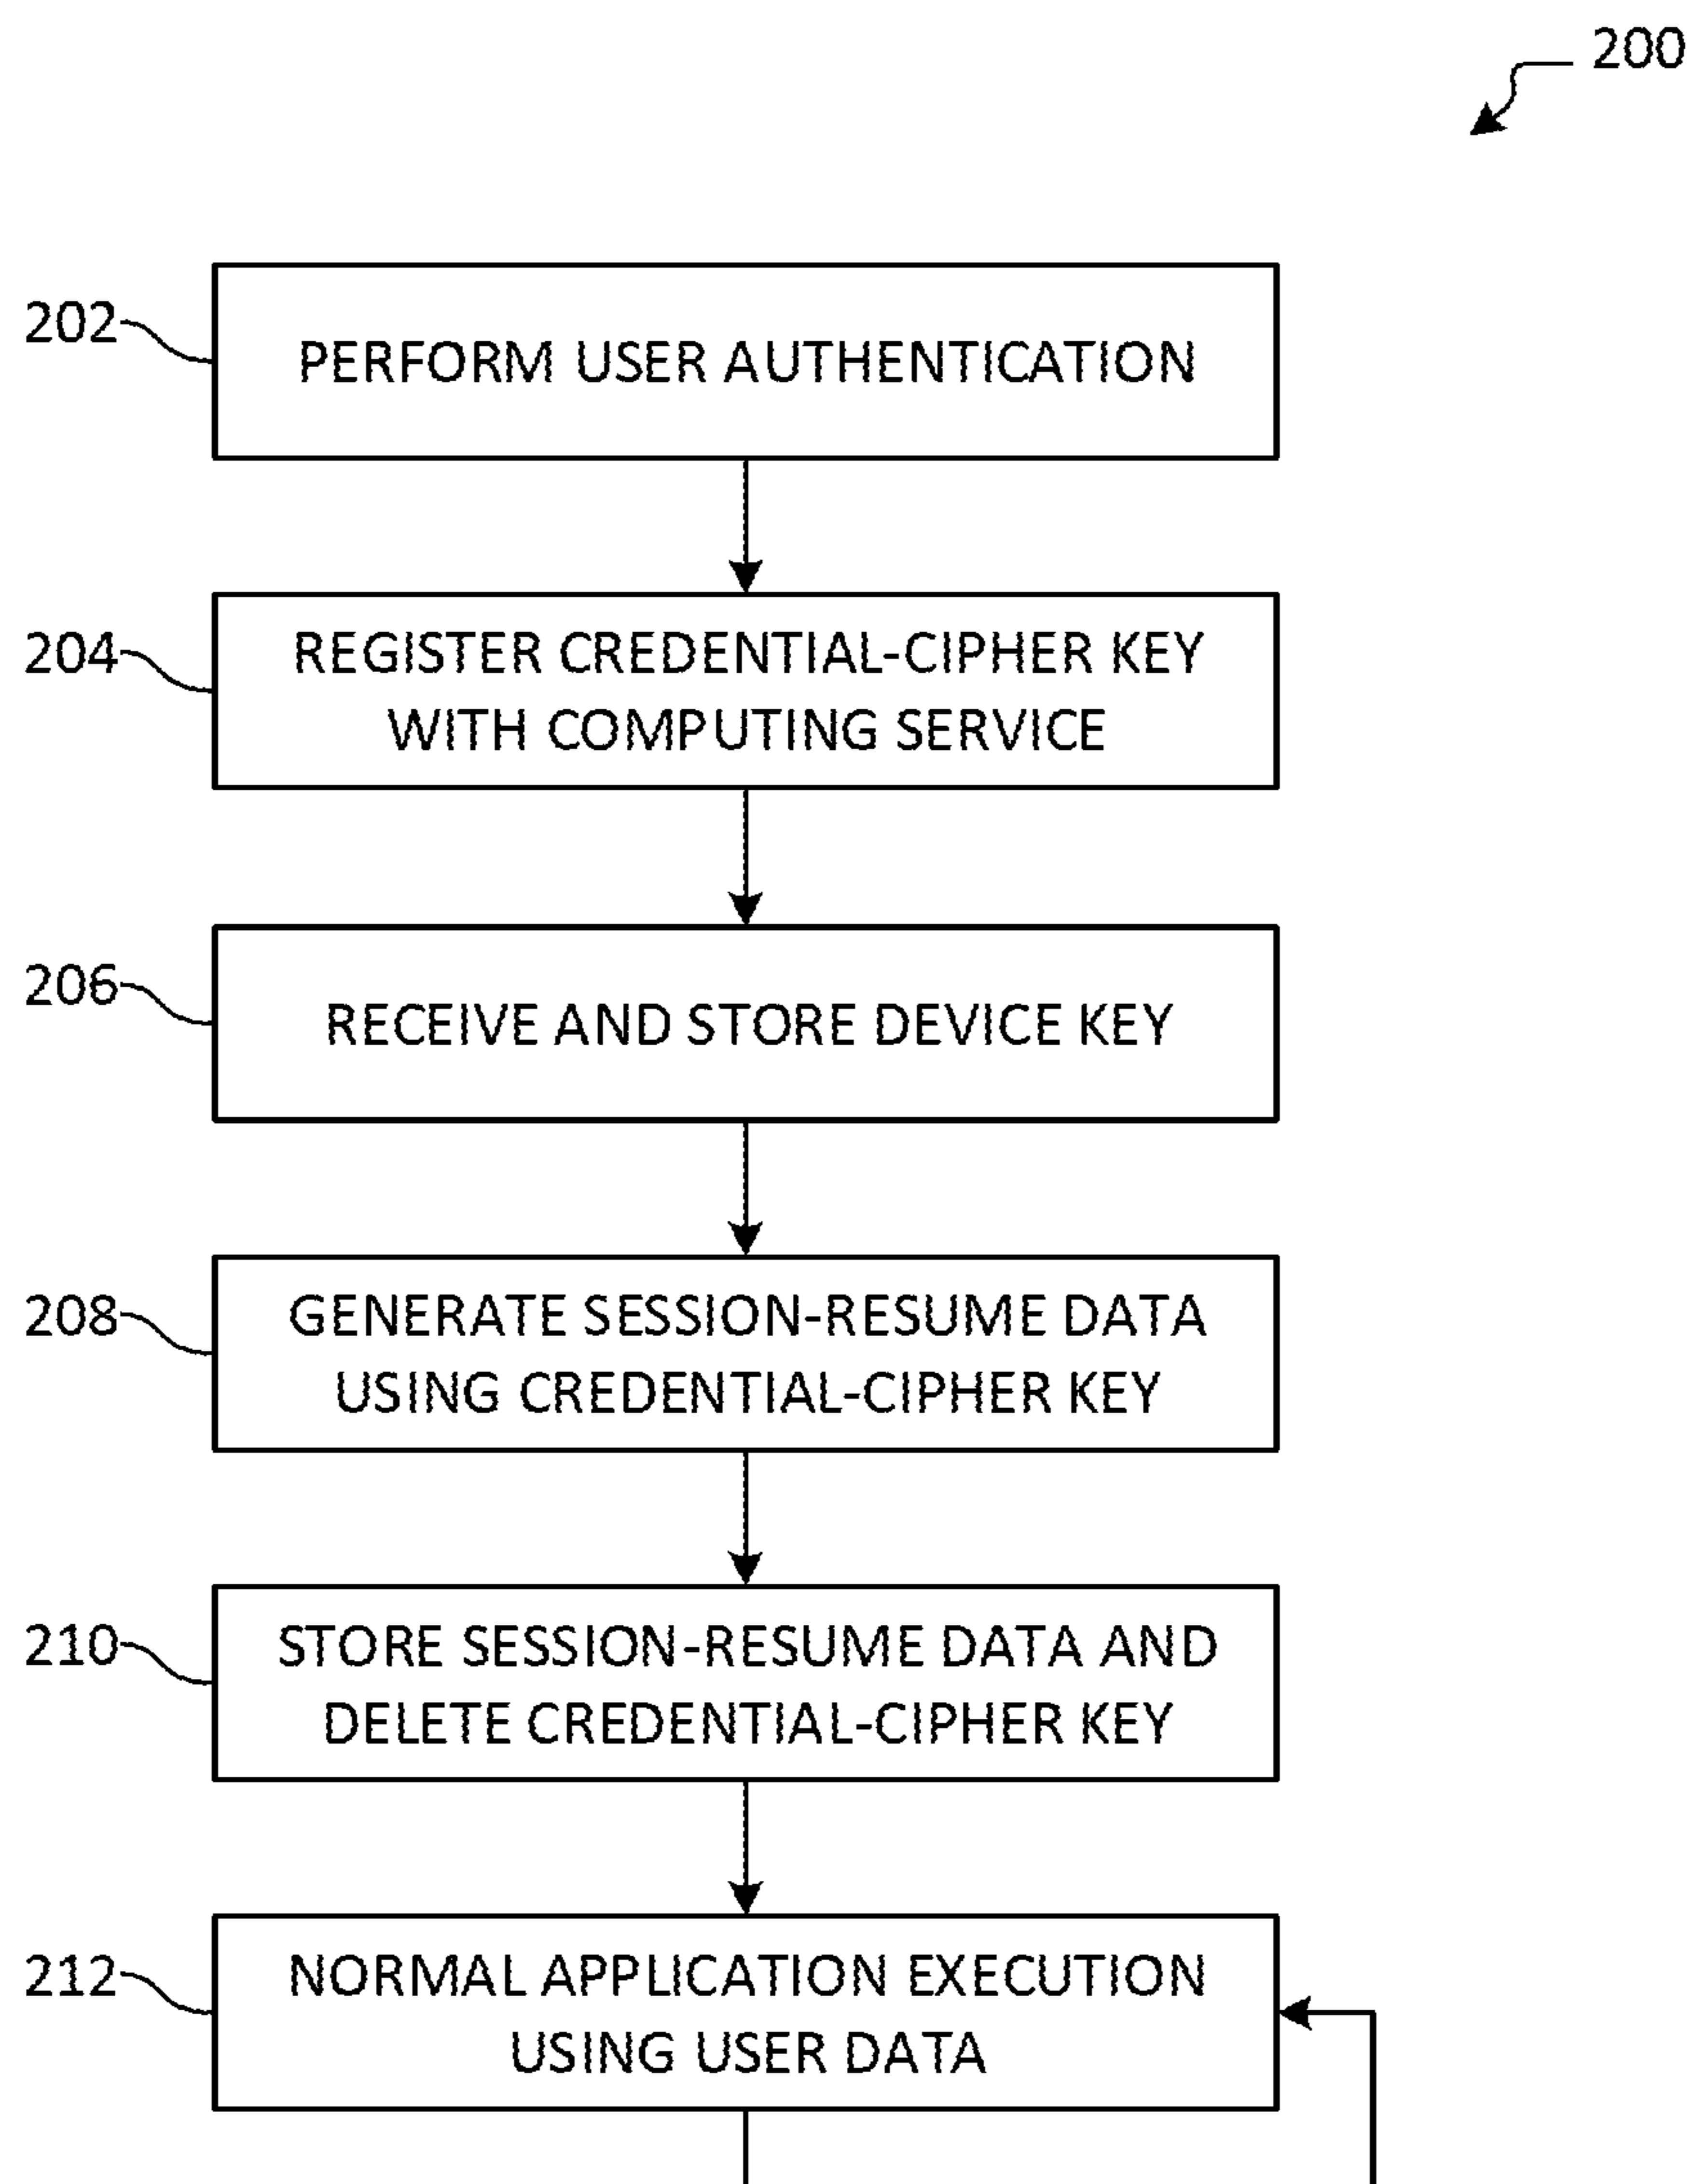 200
202
PERFORM USER AUTHENTICATION
204
REGISTER CREDENTIAL-CIPHER KEY
WITH COMPUTING SERVICE
206
RECEIVE AND STORE DEVICE KEY
208
GENERATE SESSION-RESUME DATA
USING CREDENTIAL-CIPHER KEY
210
STORE SESSION-RESUME DATA AND
DELETE CREDENTIAL-CIPHER KEY
212
NORMAL APPLICATION EXECUTION
USING USER DATA